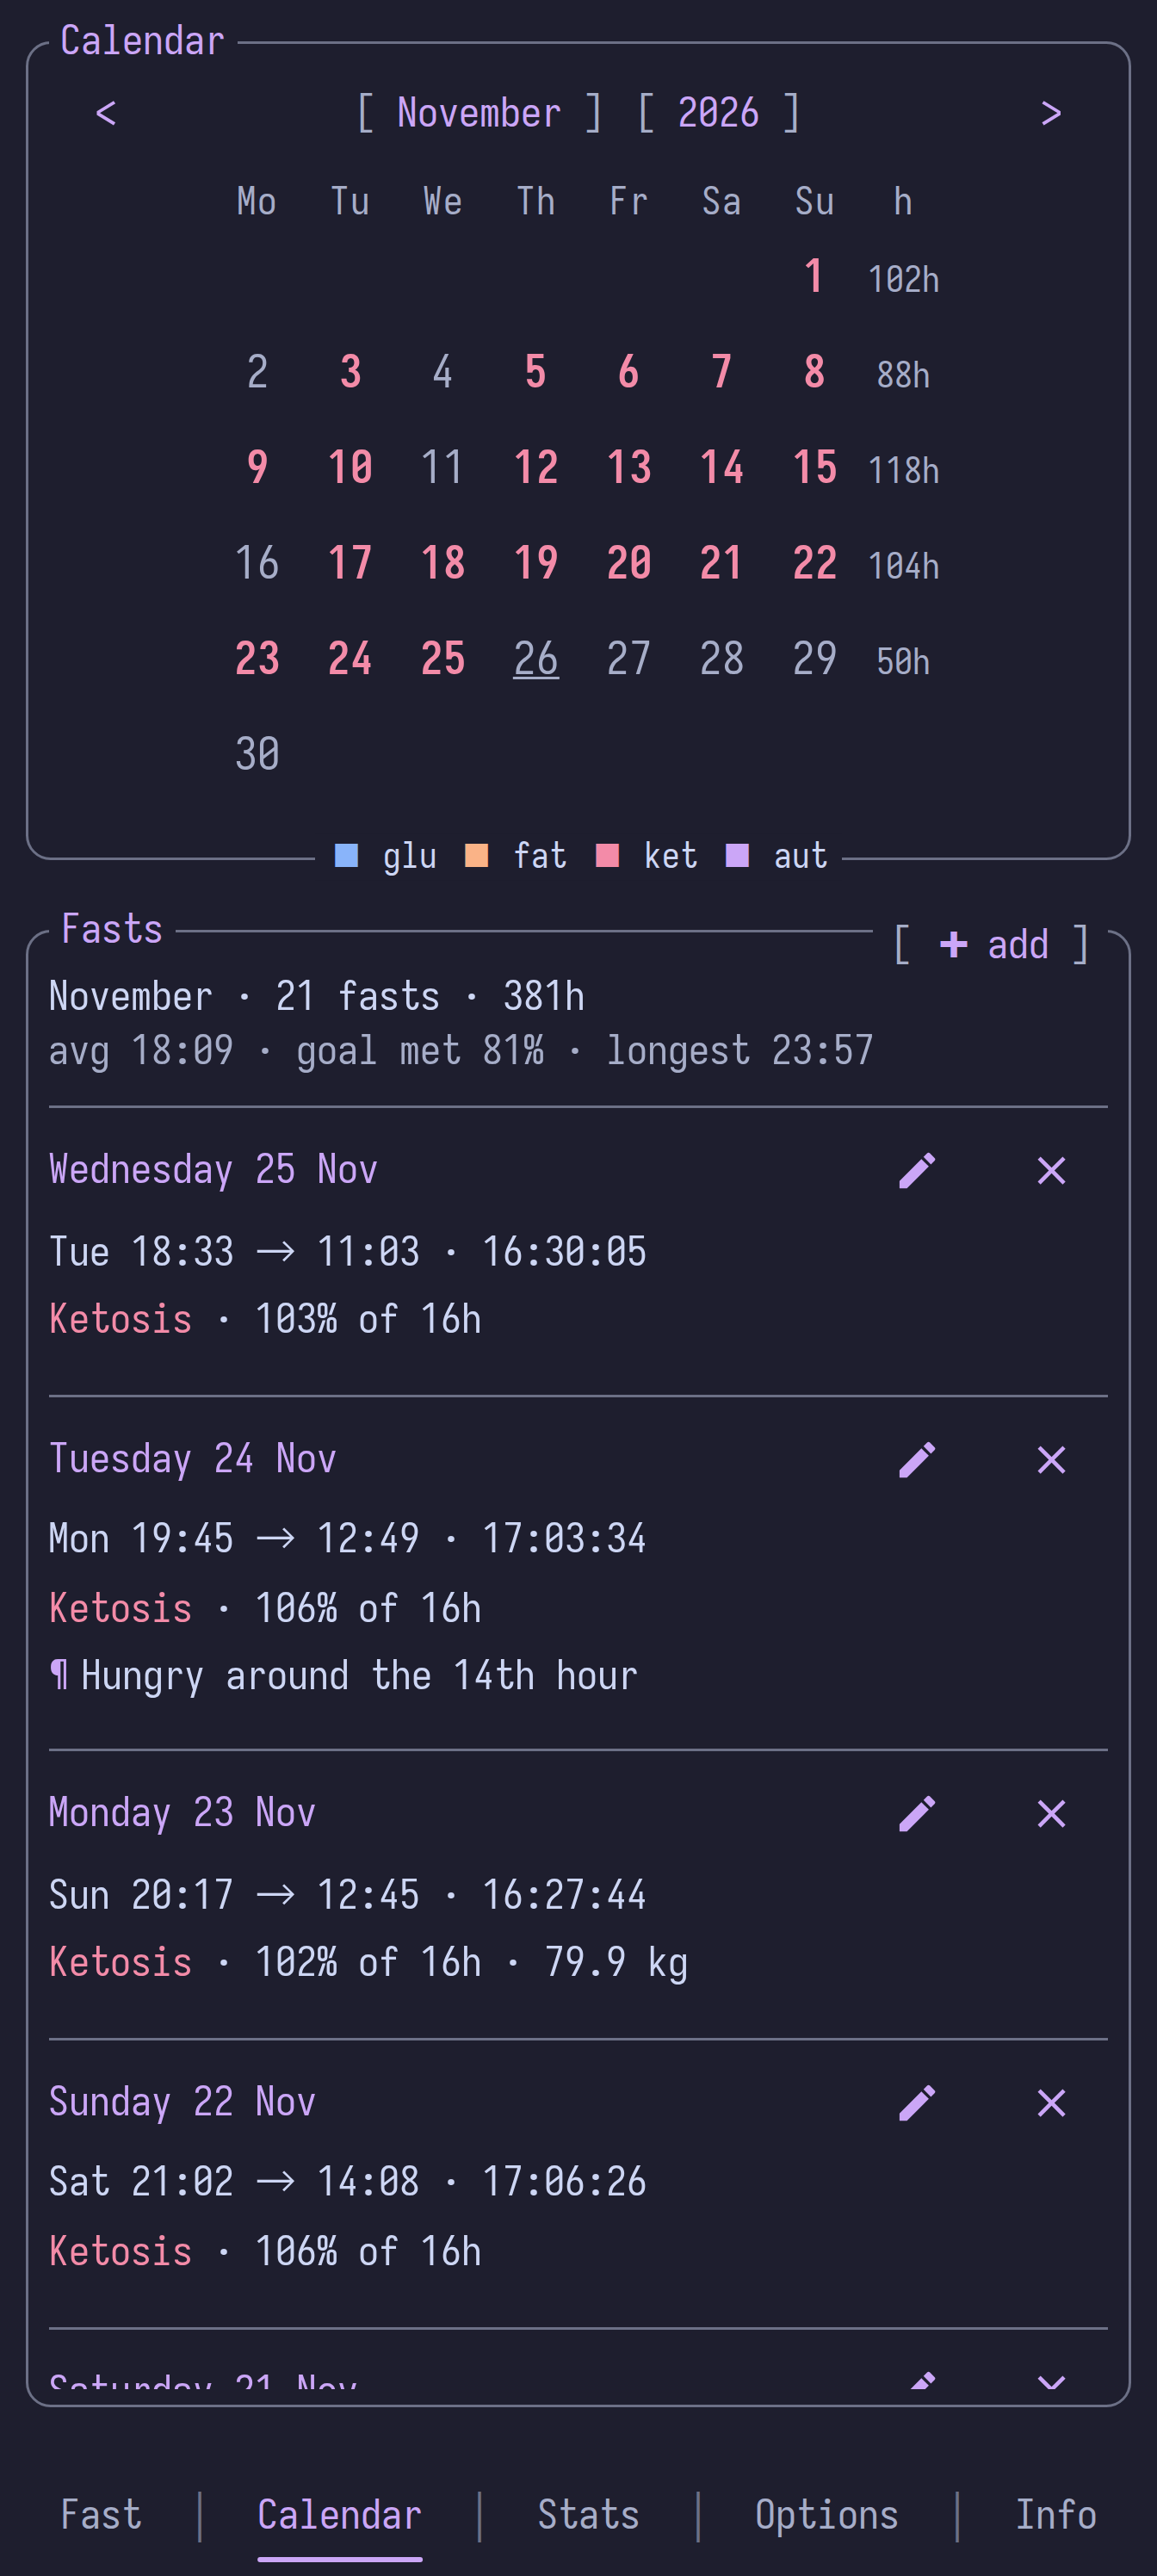 Calendar
< [ November ] [ 2026 ] >
Mo Tu We Th Fr Sa Su h
1 102h
2 3 4 5 6 7 8 88h
9 10 11 12 13 14 15 118h
16 17 18 19 20 21 22 104h
23 24 25 26 27 28 29 50h
30
■ glu ■ fat ■ ket ■ aut
Fasts [ + add ]
November · 21 fasts · 381h
avg 18:09 · goal met 81% · longest 23:57
Wednesday 25 Nov
Tue 18:33 → 11:03 · 16:30:05
Ketosis · 103% of 16h
Tuesday 24 Nov
Mon 19:45 → 12:49 · 17:03:34
Ketosis · 106% of 16h
¶ Hungry around the 14th hour
Monday 23 Nov
Sun 20:17 → 12:45 · 16:27:44
Ketosis · 102% of 16h · 79.9 kg
Sunday 22 Nov
Sat 21:02 → 14:08 · 17:06:26
Ketosis · 106% of 16h
Saturday 21 Nov
Fast | Calendar | Stats | Options | Info